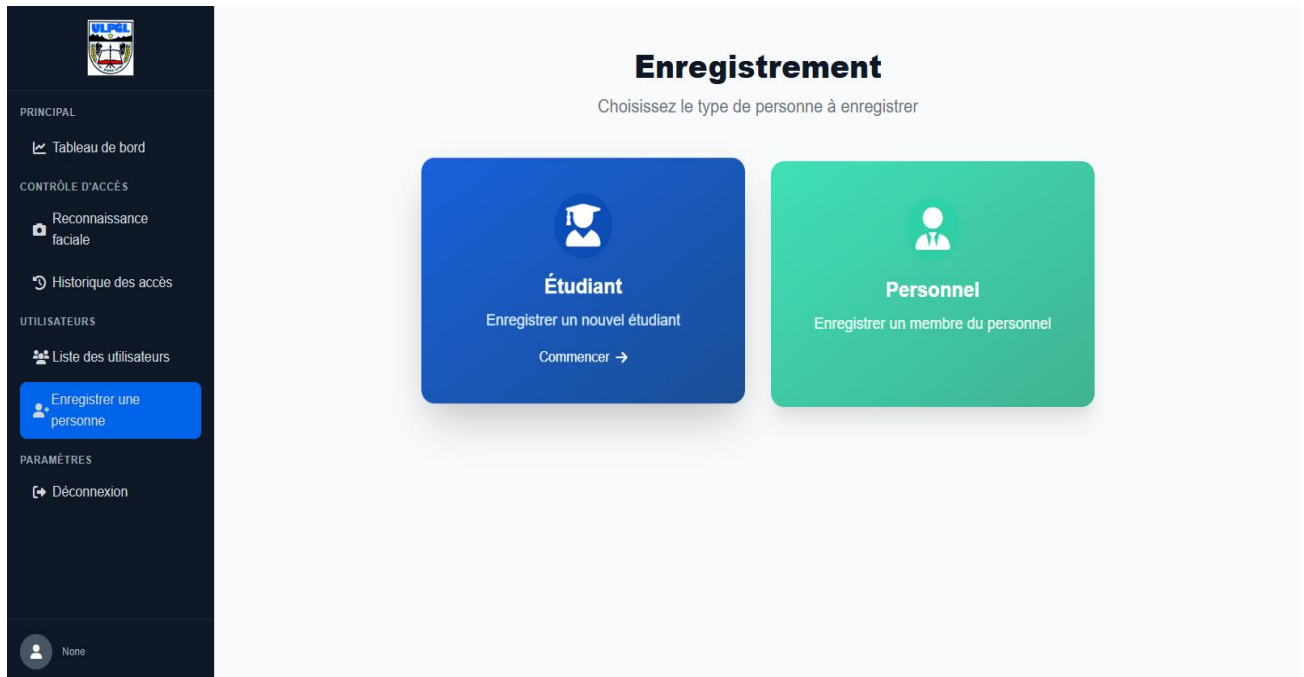 ULPGL
PRINCIPAL
Tableau de bord
CONTRÔLE D'ACCÈS
Reconnaissance
faciale
Historique des accès
UTILISATEURS
Liste des utilisateurs
Enregistrer une
personne
PARAMÈTRES
Déconnexion
None
Enregistrement
Choisissez le type de personne à enregistrer
Étudiant
Enregistrer un nouvel étudiant
Commencer →
Personnel
Enregistrer un membre du personnel